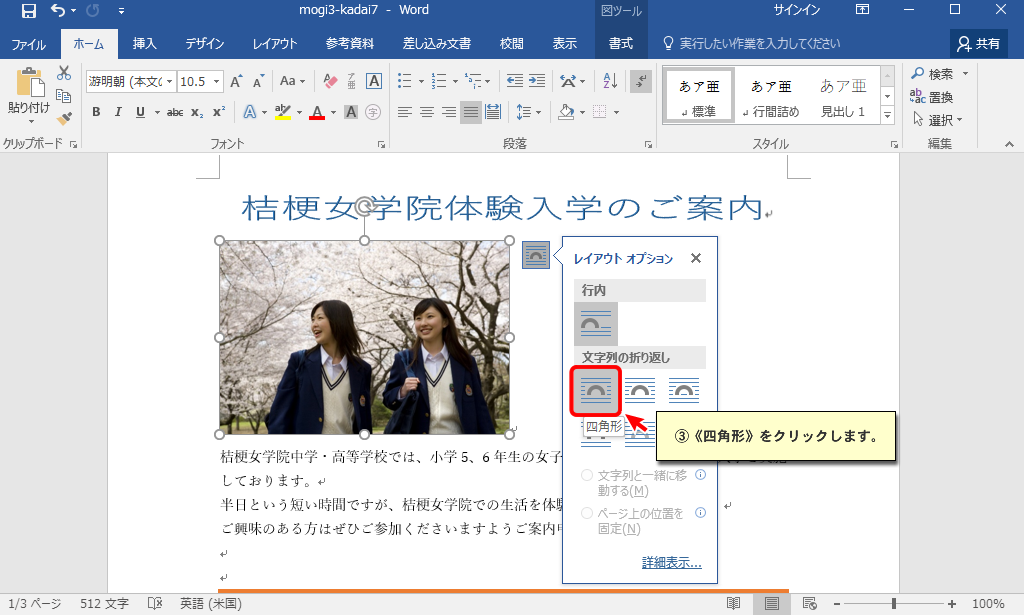 mogi3-kadai7 - Word
図ツール
サインイン
ファイル ホーム 挿入 デザイン レイアウト 参考資料 差し込み文書 校閲 表示 書式 実行したい作業を入力してください 共有
貼り付け
游明朝 (本文(
10.5
A A Aa ア亜 A
B I U abc x₂ x² A aly A A 字
あア亜 あア亜 あア亜
標準 行間詰め 見出し 1
検索
置換
選択
クリップボード フォント 段落 スタイル 編集
桔梗女学院体験入学のご案内
レイアウト オプション
行内
文字列の折り返し
四角形
③《四角形》をクリックします。
文字列と一緒に移動する(M)
ページ上の位置を固定(N)
詳細表示...
桔梗女学院中学・高等学校では、小学 5、6 年生の女子
しております。
半日という短い時間ですが、桔梗女学院での生活を体験
ご興味のある方はぜひご参加くださいますようご案内
1/3 ページ 512 文字 英語 (米国)
100%